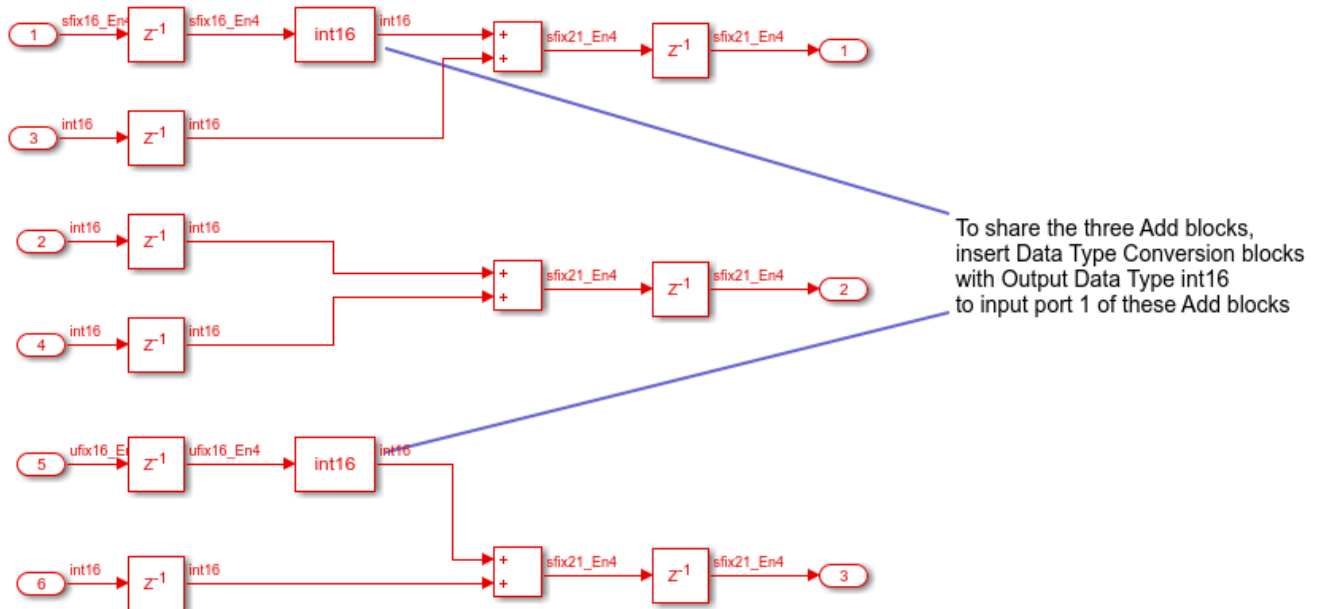 1 sfix16_En4 z-1 sfix16_En4 int16 int16 + + sfix21_En4 z-1 sfix21_En4 1
3 int16 z-1 int16
2 int16 z-1 int16 + + sfix21_En4 z-1 sfix21_En4 2
4 int16 z-1 int16
To share the three Add blocks,
insert Data Type Conversion blocks
with Output Data Type int16
to input port 1 of these Add blocks
5 z-1 ufix16_En4 int16 int16
6 int16 z-1 int16 + + sfix21_En4 z-1 sfix21_En4 3